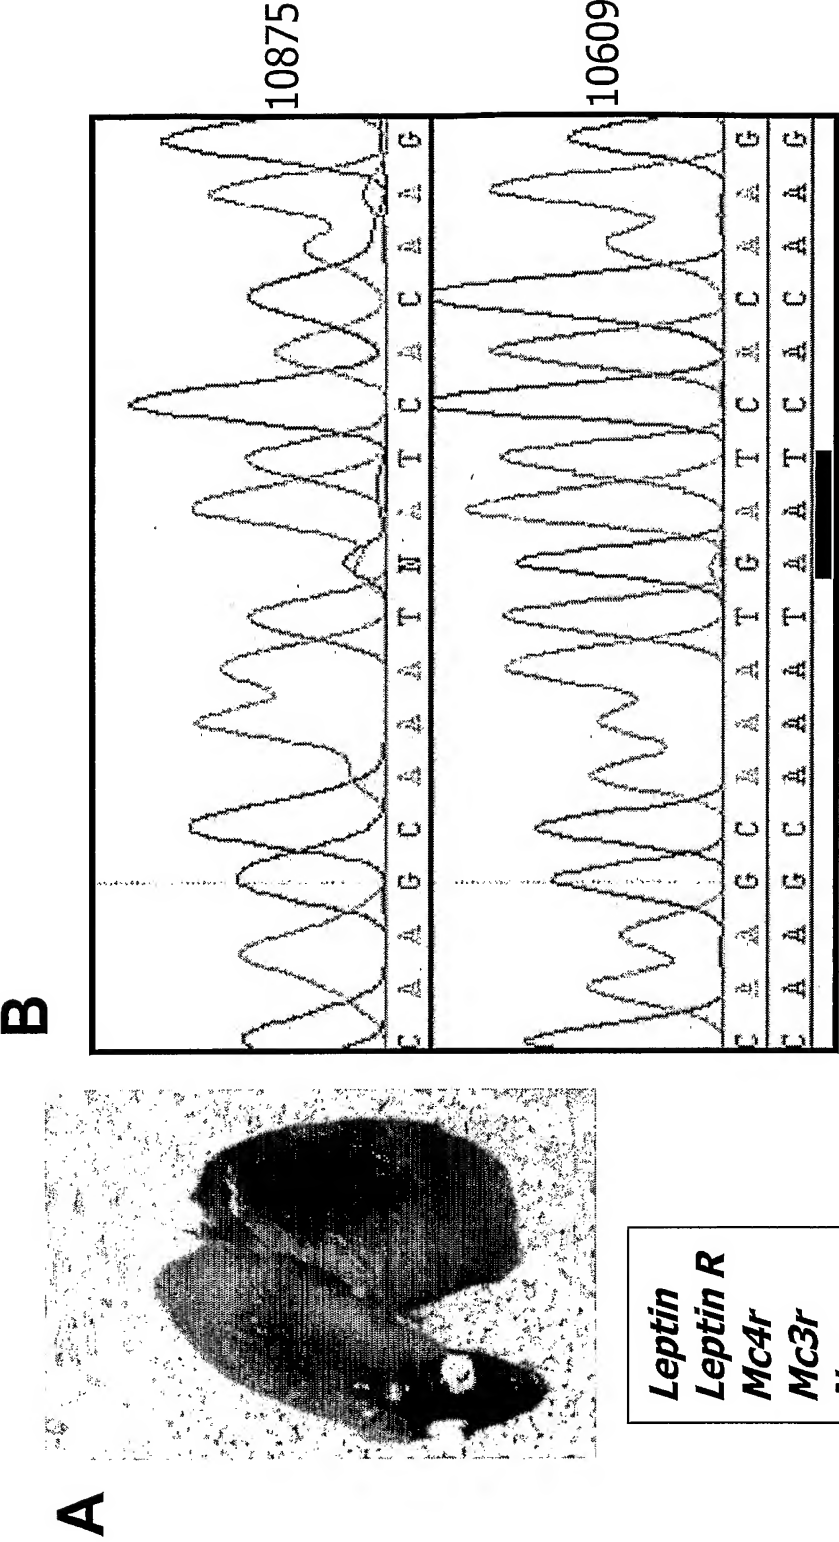 A
Leptin
Leptin R
Mc4r
Mc3r
B
10875
C A A G C A A A T N A T C A C A A G
10609
C A A G C A A A T G A T C A C A A G
C A A G C A A A T A A T C A C A A G